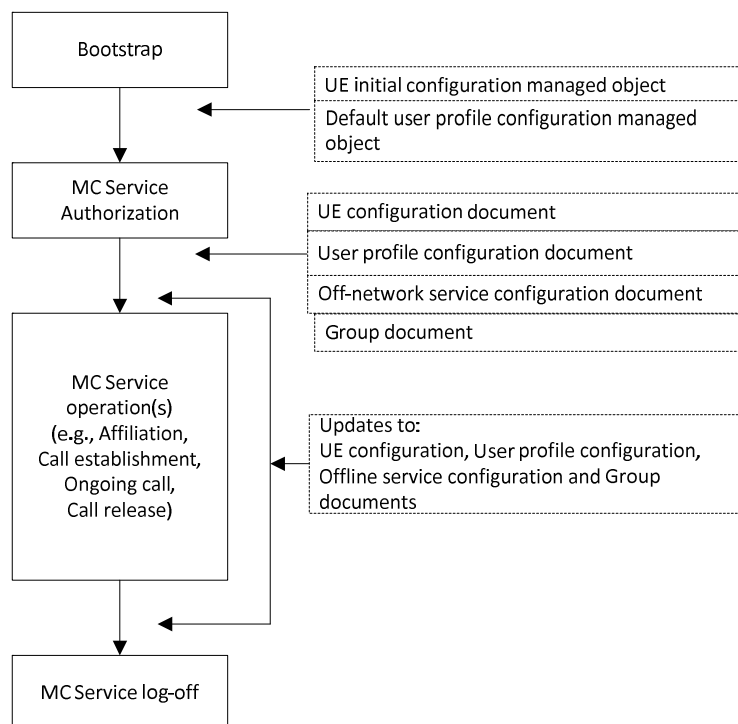 Bootstrap
UE initial configuration managed object
Default user profile configuration managed
object
MC Service
Authorization
UE configuration document
User profile configuration document
Off-network service configuration document
Group document
MC Service
operation(s)
(e.g., Affiliation,
Call establishment,
Ongoing call,
Call release)
Updates to:
UE configuration, User profile configuration,
Offline service configuration and Group
documents
MC Service log-off